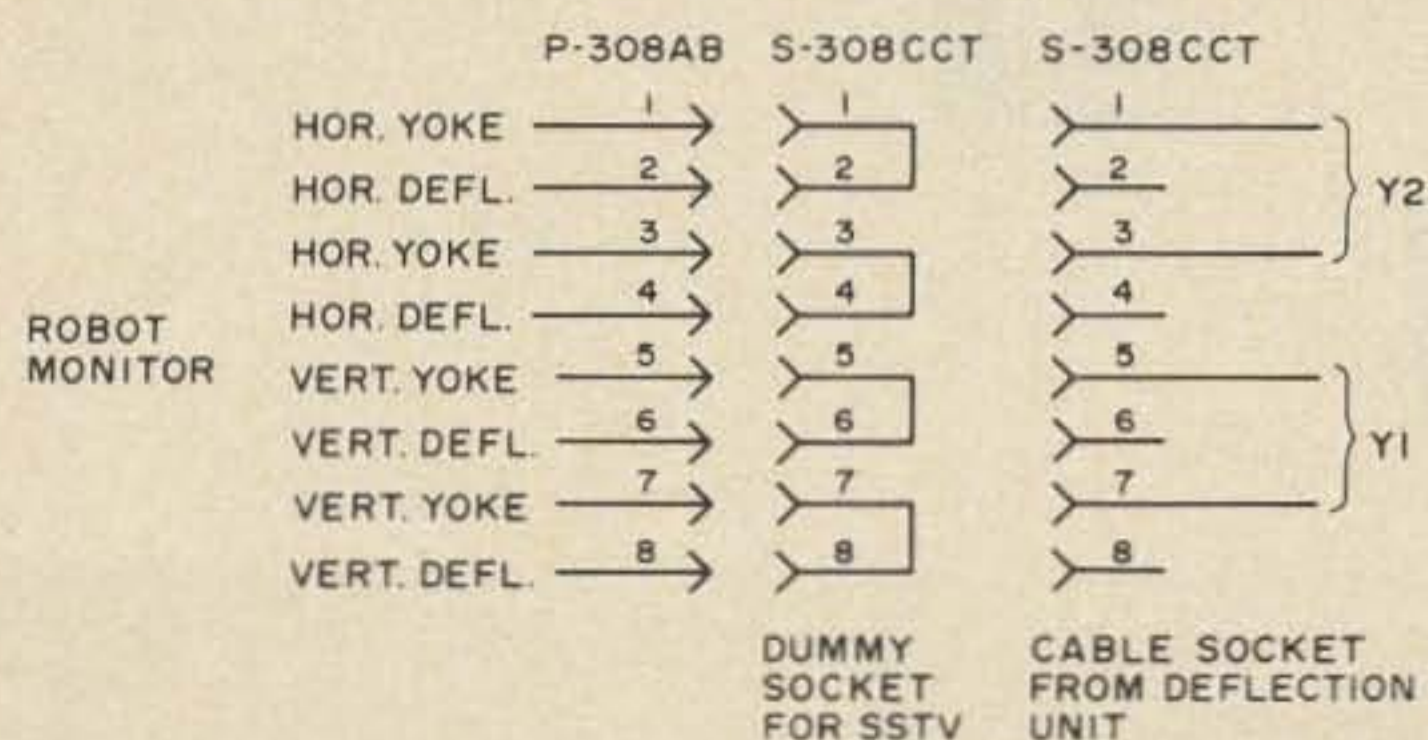 P-308AB S-308CCT S-308CCT
HOR. YOKE 1 1 1
HOR. DEFL. 2 2 2
Y2
HOR. YOKE 3 3 3
HOR. DEFL. 4 4 4
ROBOT
MONITOR
VERT. YOKE 5 5 5
VERT. DEFL. 6 6 6
Y1
VERT. YOKE 7 7 7
VERT. DEFL. 8 8 8
DUMMY
SOCKET
FOR SSTV
CABLE SOCKET
FROM DEFLECTION
UNIT